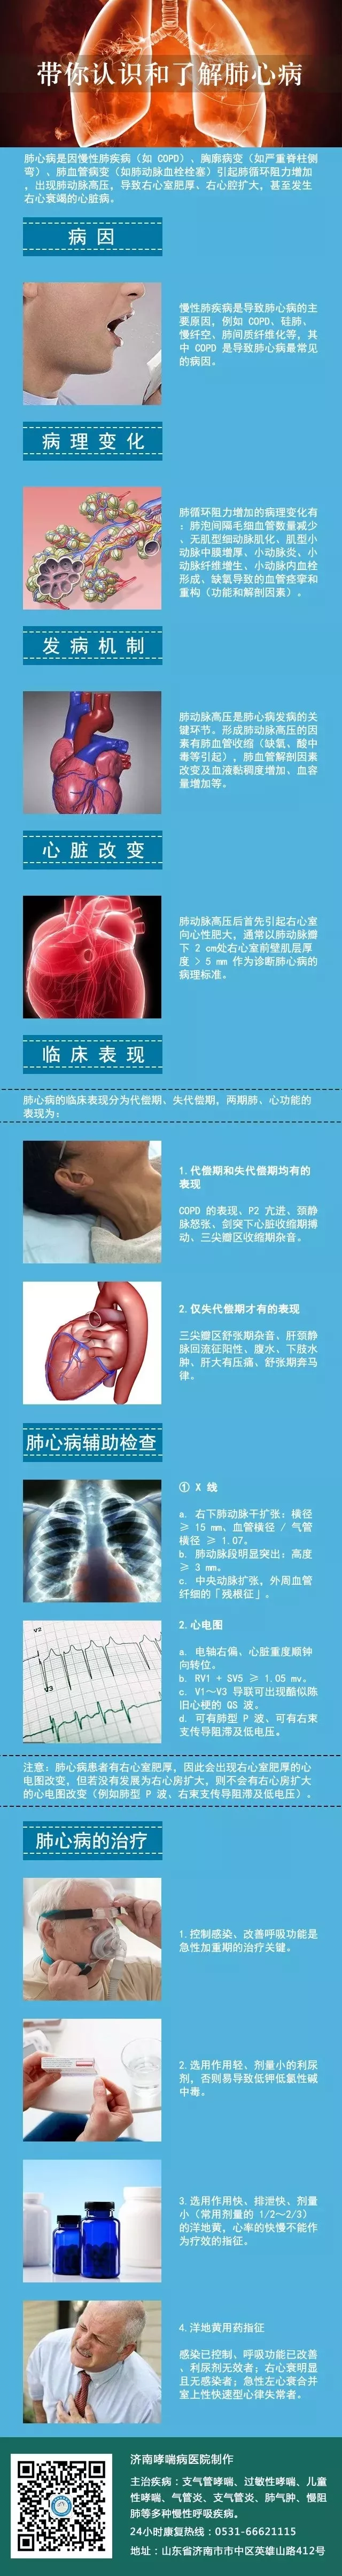 带你认识和了解肺心病
肺心病是因慢性肺疾病（如 COPD）、胸廓病变（如严重脊柱侧
弯）、肺血管病变（如肺动脉血栓栓塞）引起肺循环阻力增加
，出现肺动脉高压，导致右心室肥厚、右心腔扩大，甚至发生
右心衰竭的心脏病。
病 因
慢性肺疾病是导致肺心病的主
要原因，例如 COPD、硅肺、
慢纤空、肺间质纤维化等，其
中 COPD 是导致肺心病最常见
的病因。
病 理 变 化
肺循环阻力增加的病理变化有
：肺泡间隔毛细血管数量减少
、无肌型细动脉肌化、肌型小
动脉中膜增厚、小动脉炎、小
动脉纤维增生、小动脉内血栓
形成、缺氧导致的血管痉挛和
重构（功能和解剖因素）。
发 病 机 制
肺动脉高压是肺心病发病的关
键环节。形成肺动脉高压的因
素有肺血管收缩（缺氧、酸中
毒等引起），肺血管解剖因素
改变及血液黏稠度增加、血容
量增加等。
心 脏 改 变
肺动脉高压后首先引起右心室
向心性肥大，通常以肺动脉瓣
下 2 cm处右心室前壁肌层厚
度 > 5 mm 作为诊断肺心病的
病理标准。
临 床 表 现
肺心病的临床表现分为代偿期、失代偿期，两期肺、心功能的
表现为：
1.代偿期和失代偿期均有的
表现
COPD 的表现、P2 亢进、颈静
脉怒张、剑突下心脏收缩期搏
动、三尖瓣区收缩期杂音。
2.仅失代偿期才有的表现
三尖瓣区舒张期杂音、肝颈静
脉回流征阳性、腹水、下肢水
肿、肝大有压痛、舒张期奔马
律。
肺心病辅助检查
① X 线
a. 右下肺动脉干扩张：横径
≥ 15 mm、血管横径 / 气管
横径 ≥ 1.07。
b. 肺动脉段明显突出：高度
≥ 3 mm。
c. 中央动脉扩张，外周血管
纤细的「残根征」。
V2
V3
2.心电图
a. 电轴右偏、心脏重度顺钟
向转位。
b. RV1 + SV5 ≥ 1.05 mv。
c. V1～V3 导联可出现酷似陈
旧心梗的 QS 波。
d. 可有肺型 P 波、可有右束
支传导阻滞及低电压。
注意：肺心病患者有右心室肥厚，因此会出现右心室肥厚的心
电图改变，但若没有发展为右心房扩大，则不会有右心房扩大
的心电图改变（例如肺型 P 波、右束支传导阻滞及低电压）。
肺心病的治疗
1.控制感染、改善呼吸功能是
急性加重期的治疗关键。
2.选用作用轻、剂量小的利尿
剂，否则易导致低钾低氯性碱
中毒。
3.选用作用快、排泄快、剂量
小（常用剂量的 1/2～2/3）
的洋地黄，心率的快慢不能作
为疗效的指征。
4.洋地黄用药指征
感染已控制、呼吸功能已改善
、利尿剂无效者；右心衰明显
且无感染者；急性左心衰合并
室上性快速型心律失常者。
济南哮喘病医院制作
主治疾病：支气管哮喘、过敏性哮喘、儿童
性哮喘、气管炎、支气管炎、肺气肿、慢阻
肺等多种慢性呼吸疾病。
24小时康复热线：0531-66621115
地址：山东省济南市市中区英雄山路412号